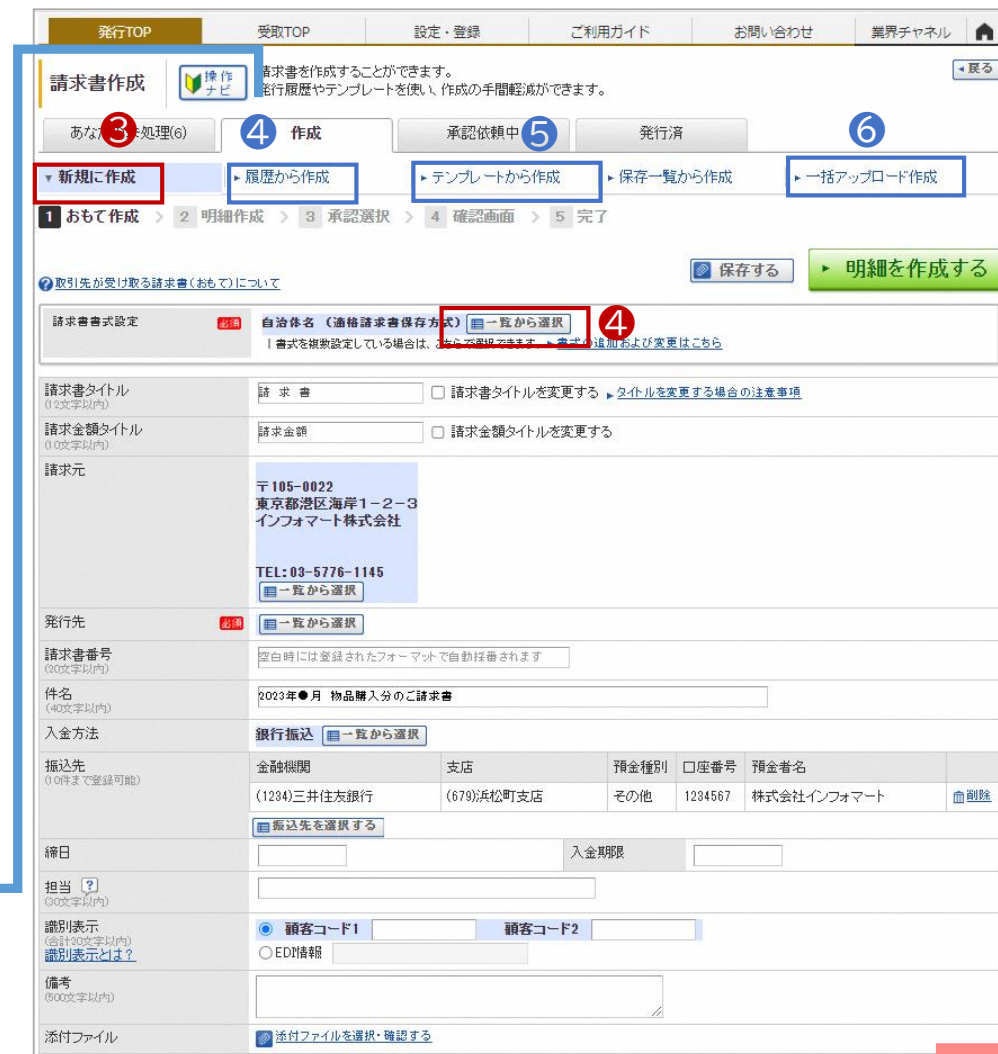 発行TOP 受取TOP 設定・登録 ご利用ガイド お問い合わせ 業界チャネル
請求書作成 操作ナビ
請求書を作成することができます。
発行履歴やテンプレートを使い、作成の手間軽減ができます。
戻る
3 4 5 6
処理(6) 作成 承認依頼中 発行済
新規に作成 履歴から作成 テンプレートから作成 保存一覧から作成 一括アップロード作成
1 おもて作成 > 2 明細作成 > 3 承認選択 > 4 確認画面 > 5 完了
保存する 明細を作成する
取引先が受け取る請求書(おもて)について
請求書書式設定 必須 自治体名 (適格請求書保存方式) 一覧から選択 4
| 書式を複数設定している場合は、こちらで選択できます。 書式の追加および変更はこちら
請求書タイトル 請 求 書 請求書タイトルを変更する タイトルを変更する場合の注意事項
(12文字以内)
請求金額タイトル 請求金額 請求金額タイトルを変更する
(10文字以内)
請求元
〒105-0022
東京都港区海岸1-2-3
インフォマート株式会社
TEL:03-5776-1145
一覧から選択
発行先 必須 一覧から選択
請求書番号 空白時には登録されたフォーマットで自動採番されます
(20文字以内)
件名 2023年●月 物品購入分のご請求書
(40文字以内)
入金方法 銀行振込 一覧から選択
振込先 金融機関 支店 預金種別 口座番号 預金者名
(10件まで登録可能)
(1234)三井住友銀行 (679)浜松町支店 その他 1234567 株式会社インフォマート 削除
振込先を選択する
締日 入金期限
担当 ?
(30文字以内)
識別表示 顧客コード1 顧客コード2
(合計20文字以内)
識別表示とは? EDI情報
備考
(500文字以内)
添付ファイル 添付ファイルを選択・確認する